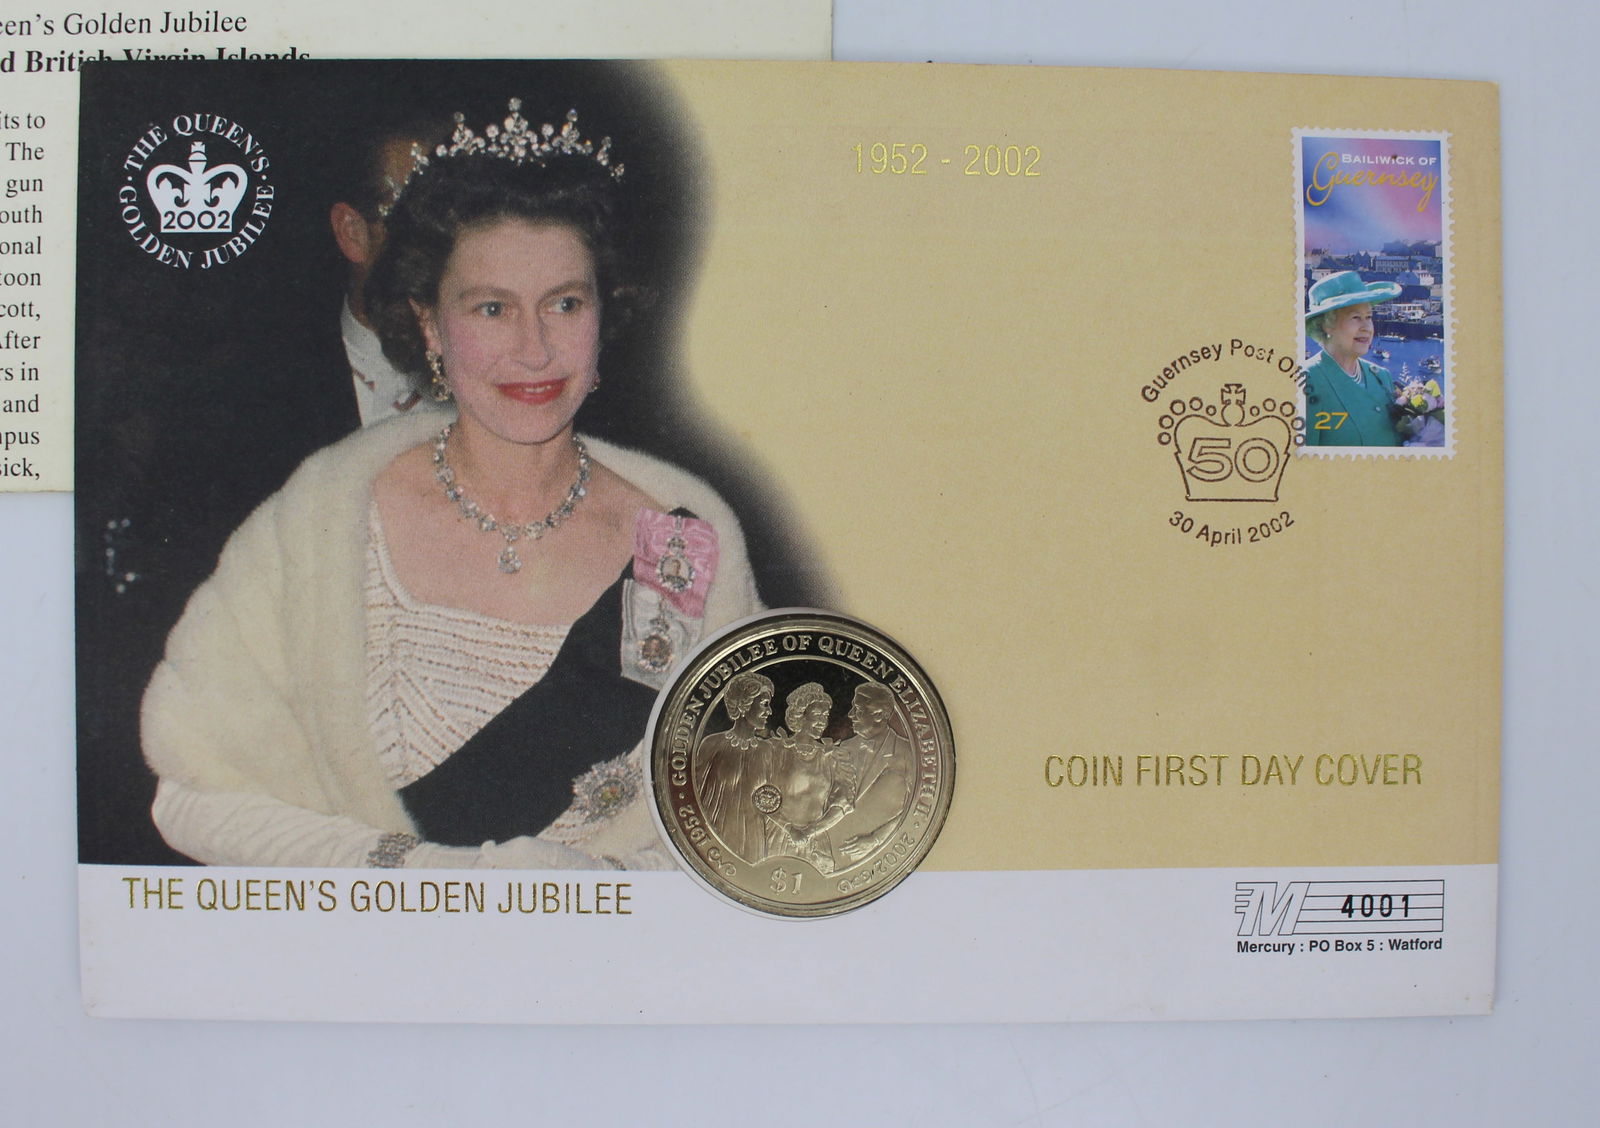 een's Golden Jubilee
d British Virgin Islands
its to
The
gun
outh
onal
toon
cott,
After
rs in
and
npus
sick,
· THE QUEEN'S ·
GOLDEN JUBILEE
2002
1952 - 2002
BAILIWICK OF
Guernsey
27
Guernsey Post Office
50
30 April 2002
1952 · GOLDEN JUBILEE OF QUEEN ELIZABETH II · 2002
$1
COIN FIRST DAY COVER
THE QUEEN'S GOLDEN JUBILEE
M 4001
Mercury : PO Box 5 : Watford